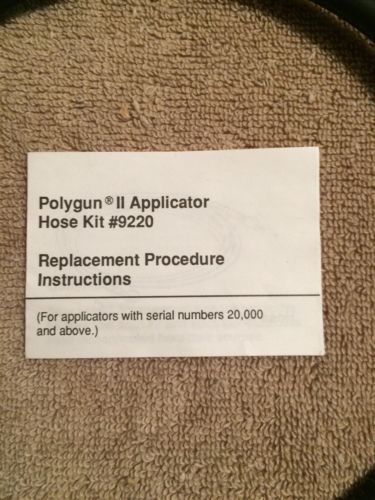 Polygun® II Applicator
Hose Kit #9220
Replacement Procedure
Instructions
(For applicators with serial numbers 20,000
and above.)